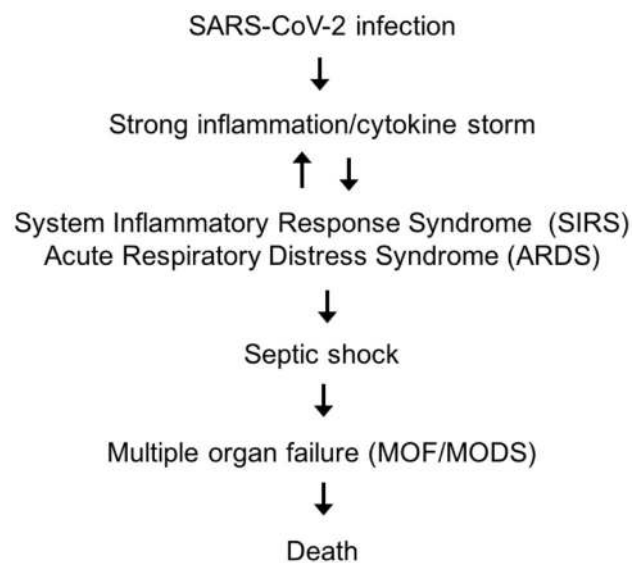 SARS-CoV-2 infection
Strong inflammation/cytokine storm
System Inflammatory Response Syndrome (SIRS)
Acute Respiratory Distress Syndrome (ARDS)
Septic shock
Multiple organ failure (MOF/MODS)
Death